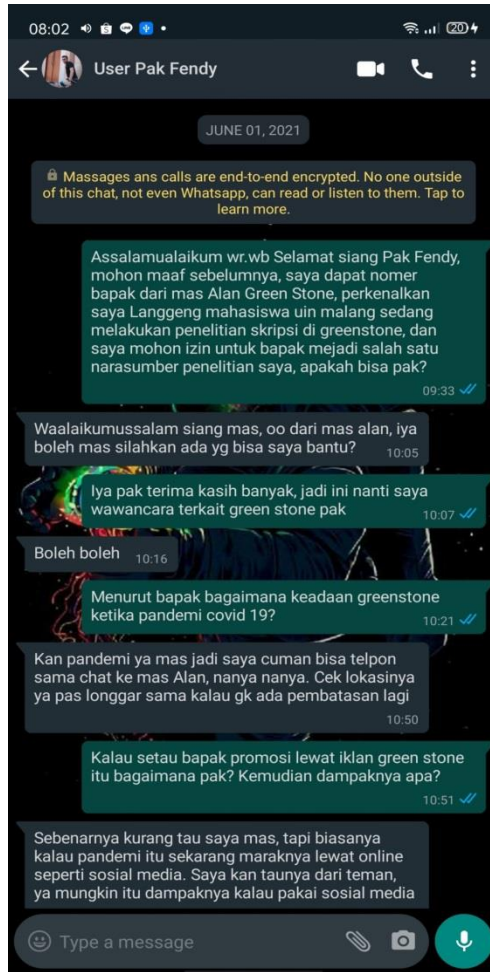 08:02
20
User Pak Fendy
JUNE 01, 2021
Massages ans calls are end-to-end encrypted. No one outside
of this chat, not even Whatsapp, can read or listen to them. Tap to
learn more.
Assalamualaikum wr.wb Selamat siang Pak Fendy,
mohon maaf sebelumnya, saya dapat nomer
bapak dari mas Alan Green Stone, perkenalkan
saya Langgeng mahasiswa uin malang sedang
melakukan penelitian skripsi di greenstone, dan
saya mohon izin untuk bapak mejadi salah satu
narasumber penelitian saya, apakah bisa pak?
09:33
Waalaikumussalam siang mas, oo dari mas alan, iya
boleh mas silahkan ada yg bisa saya bantu?
10:05
Iya pak terima kasih banyak, jadi ini nanti saya
wawancara terkait green stone pak
10:07
Boleh boleh
10:16
Menurut bapak bagaimana keadaan greenstone
ketika pandemi covid 19?
10:21
Kan pandemi ya mas jadi saya cuman bisa telpon
sama chat ke mas Alan, nanya nanya. Cek lokasinya
ya pas longgar sama kalau gk ada pembatasan lagi
10:50
Kalau setau bapak promosi lewat iklan green stone
itu bagaimana pak? Kemudian dampaknya apa?
10:51
Sebenarnya kurang tau saya mas, tapi biasanya
kalau pandemi itu sekarang maraknya lewat online
seperti sosial media. Saya kan taunya dari teman,
ya mungkin itu dampaknya kalau pakai sosial media
Type a message